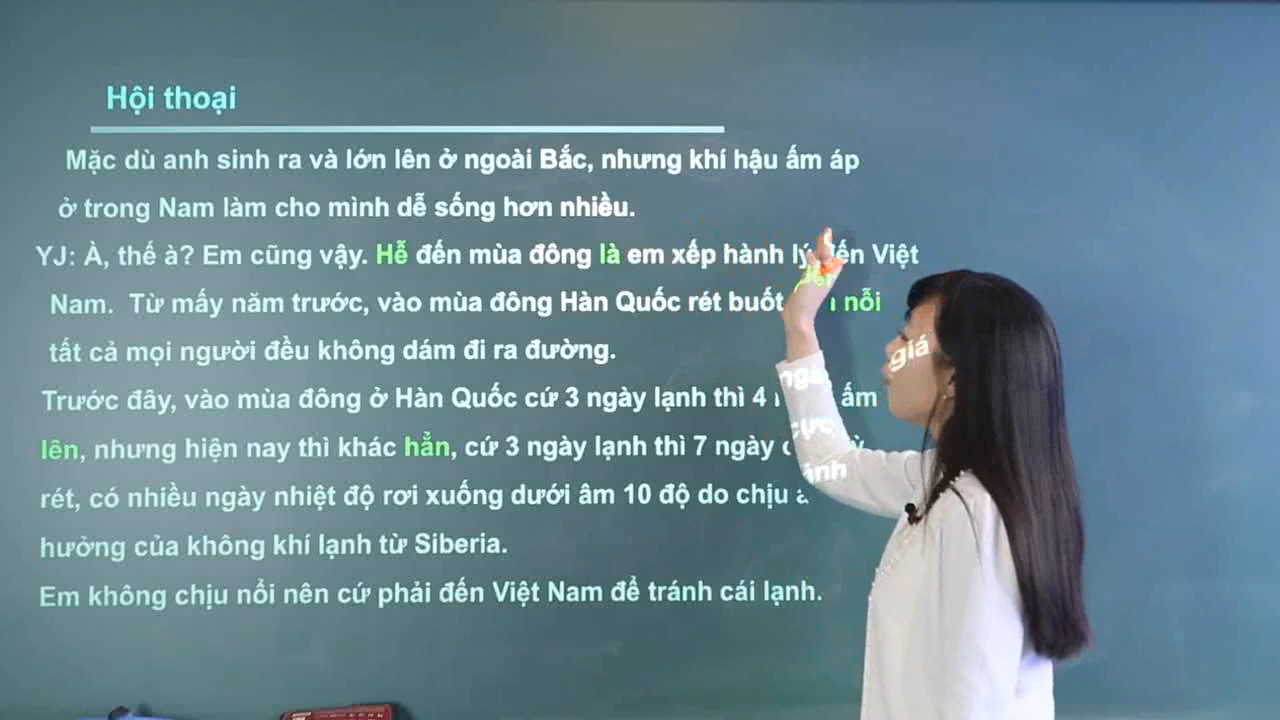 Hội thoại
Mặc dù anh sinh ra và lớn lên ở ngoài Bắc, nhưng khí hậu ấm áp
ở trong Nam làm cho mình dễ sống hơn nhiều.
YJ: À, thế à? Em cũng vậy. Hễ đến mùa đông là em xếp hành lý đến Việt
Nam. Từ mấy năm trước, vào mùa đông Hàn Quốc rét buốt nỗi
giá
tất cả mọi người đều không dám đi ra đường.
Trước đây, vào mùa đông ở Hàn Quốc cứ 3 ngày lạnh thì 4 ấm
lên, nhưng hiện nay thì khác hẳn, cứ 3 ngày lạnh thì 7 ngày cực
rét, có nhiều ngày nhiệt độ rơi xuống dưới âm 10 độ do chịu ảnh
hưởng của không khí lạnh từ Siberia.
Em không chịu nổi nên cứ phải đến Việt Nam để tránh cái lạnh.